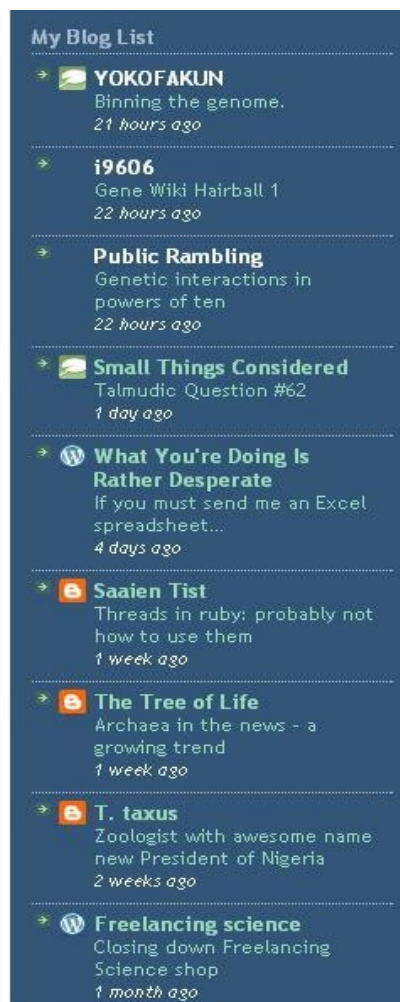 My Blog List
YOKOFAKUN
Binning the genome.
21 hours ago
i9606
Gene Wiki Hairball 1
22 hours ago
Public Rambling
Genetic interactions in
powers of ten
22 hours ago
Small Things Considered
Talmudic Question #62
1 day ago
What You're Doing Is
Rather Desperate
If you must send me an Excel
spreadsheet...
4 days ago
Saaien Tist
Threads in ruby: probably not
how to use them
1 week ago
The Tree of Life
Archaea in the news - a
growing trend
1 week ago
T. taxus
Zoologist with awesome name
new President of Nigeria
2 weeks ago
Freelancing science
Closing down Freelancing
Science shop
1 month ago